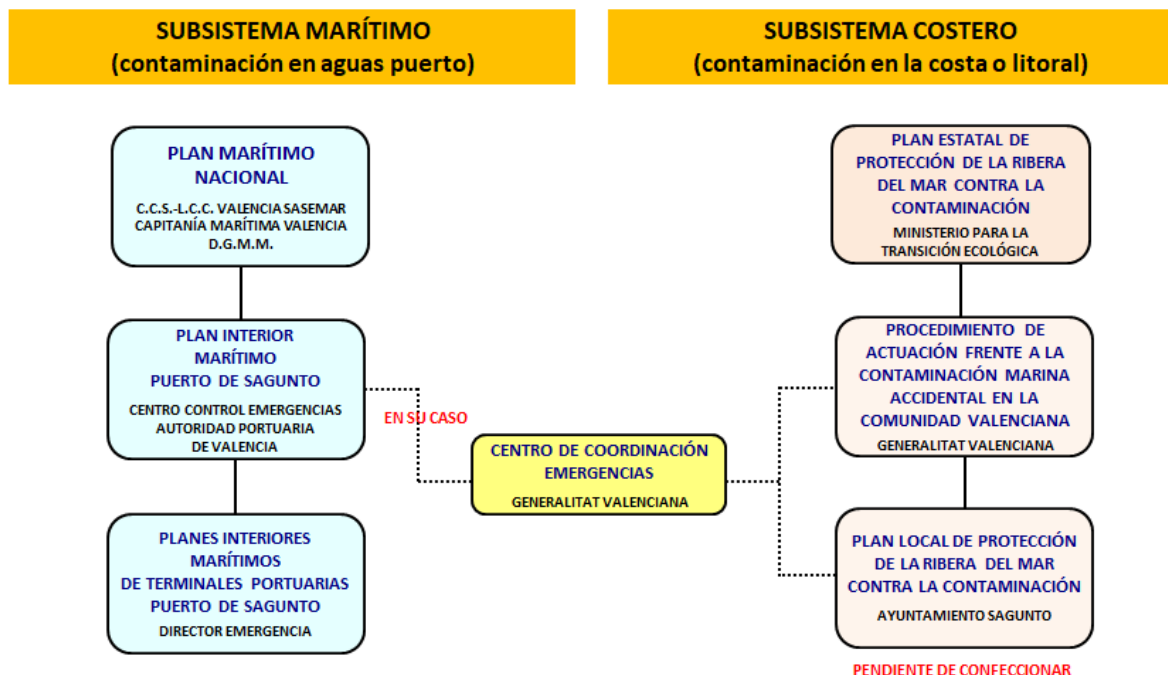 SUBSISTEMA MARÍTIMO
(contaminación en aguas puerto)
SUBSISTEMA COSTERO
(contaminación en la costa o litoral)
PLAN MARÍTIMO
NACIONAL
C.C.S.-L.C.C. VALENCIA SASEMAR
CAPITANÍA MARÍTIMA VALENCIA
D.G.M.M.
PLAN INTERIOR
MARÍTIMO
PUERTO DE SAGUNTO
CENTRO CONTROL EMERGENCIAS
AUTORIDAD PORTUARIA
DE VALENCIA
PLANES INTERIORES
MARÍTIMOS
DE TERMINALES PORTUARIAS
PUERTO DE SAGUNTO
DIRECTOR EMERGENCIA
EN SU CASO
CENTRO DE COORDINACIÓN
EMERGENCIAS
GENERALITAT VALENCIANA
PLAN ESTATAL DE
PROTECCIÓN DE LA RIBERA
DEL MAR CONTRA LA
CONTAMINACIÓN
MINISTERIO PARA LA
TRANSICIÓN ECOLÓGICA
PROCEDIMIENTO DE
ACTUACIÓN FRENTE A LA
CONTAMINACIÓN MARINA
ACCIDENTAL EN LA
COMUNIDAD VALENCIANA
GENERALITAT VALENCIANA
PLAN LOCAL DE PROTECCIÓN
DE LA RIBERA DEL MAR
CONTRA LA CONTAMINACIÓN
AYUNTAMIENTO SAGUNTO
PENDIENTE DE CONFECCIONAR